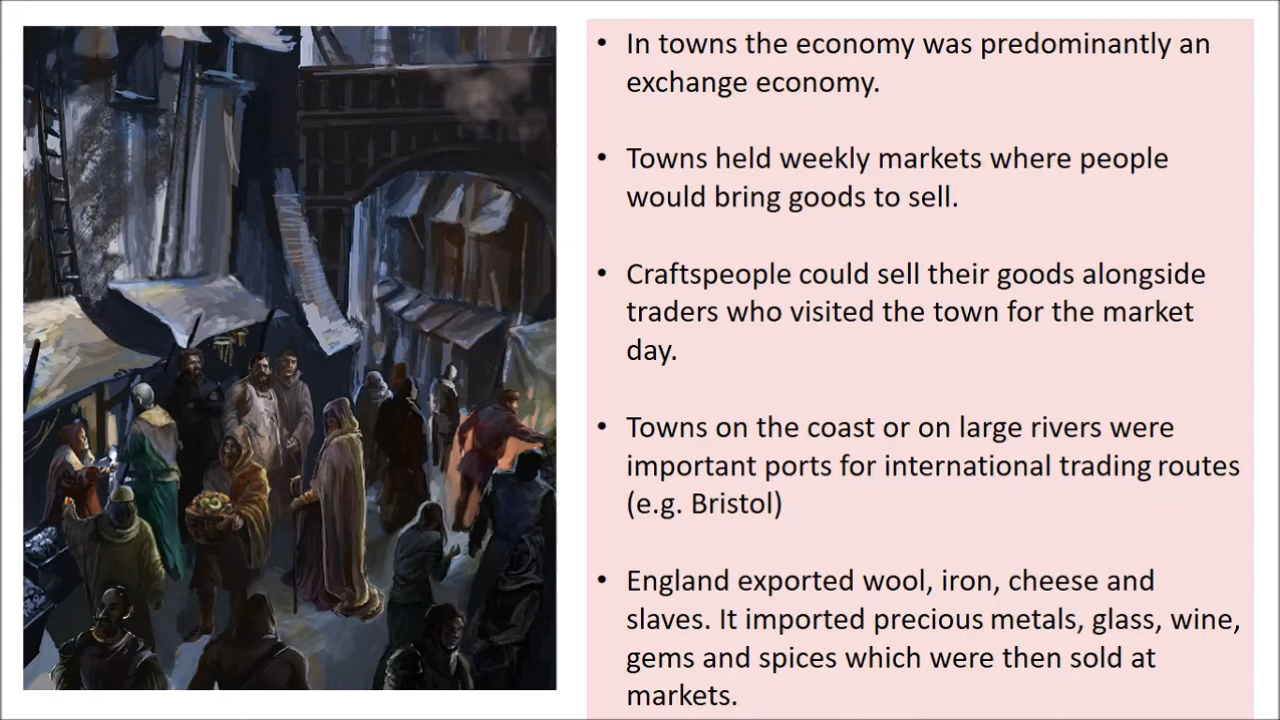 • In towns the economy was predominantly an
exchange economy.
• Towns held weekly markets where people
would bring goods to sell.
• Craftspeople could sell their goods alongside
traders who visited the town for the market
day.
• Towns on the coast or on large rivers were
important ports for international trading routes
(e.g. Bristol)
• England exported wool, iron, cheese and
slaves. It imported precious metals, glass, wine,
gems and spices which were then sold at
markets.